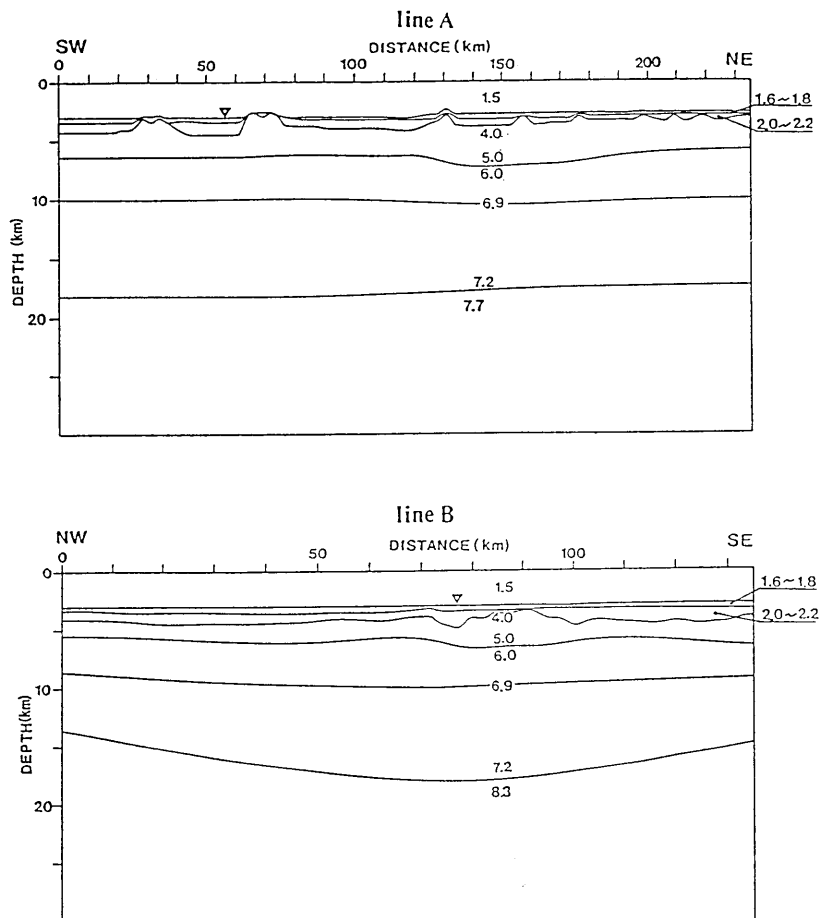 line A
SW
DISTANCE (km)
NE
0 50 100 150 200
0
10
20
DEPTH (km)
1.5
1.6~1.8
2.0~2.2
4.0
5.0
6.0
6.9
7.2
7.7
line B
NW
DISTANCE (km)
SE
0 50 100
0
10
20
DEPTH(km)
1.5
1.6~1.8
2.0~2.2
4.0
5.0
6.0
6.9
7.2
8.3